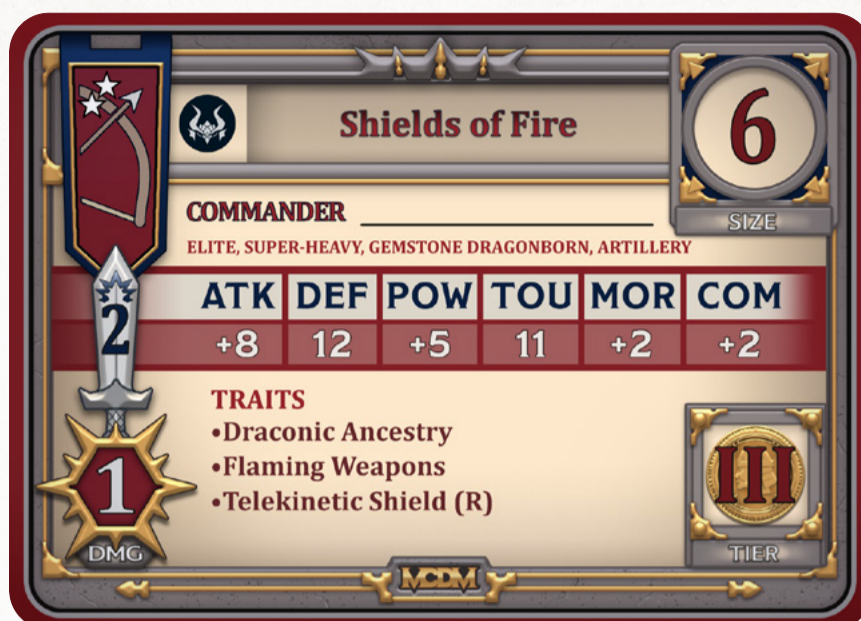 Shields of Fire
6
SIZE
COMMANDER
ELITE, SUPER-HEAVY, GEMSTONE DRAGONBORN, ARTILLERY
2
ATK DEF POW TOU MOR COM
+8 12 +5 11 +2 +2
TRAITS
•Draconic Ancestry
•Flaming Weapons
•Telekinetic Shield (R)
1
DMG
III
TIER
MCDM